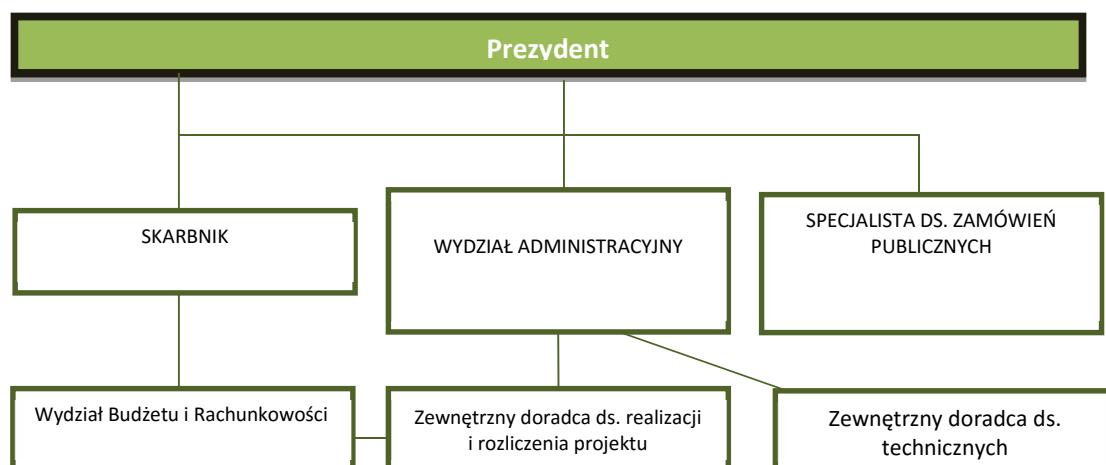 Prezydent
SKARBNIK
WYDZIAŁ ADMINISTRACYJNY
SPECJALISTA DS. ZAMÓWIEŃ
PUBLICZNYCH
Wydział Budżetu i Rachunkowości
Zewnętrzny doradca ds. realizacji
i rozliczenia projektu
Zewnętrzny doradca ds.
technicznych